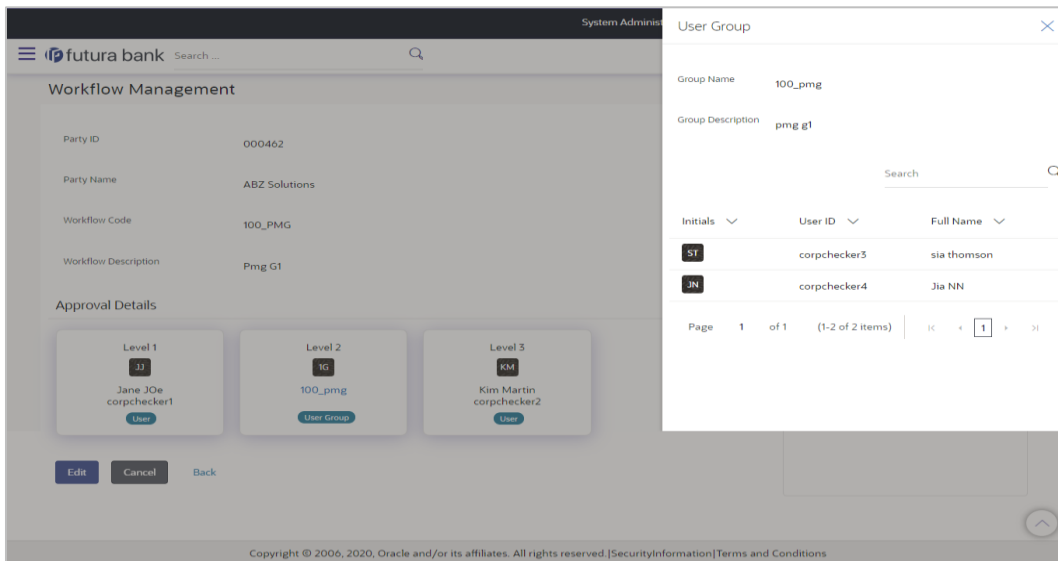 System Administ
futura bank Search ...
Workflow Management
Party ID 000462
Party Name ABZ Solutions
Workflow Code 100_PMG
Workflow Description Pmg G1
Approval Details
Level 1
JJ
Jane JOe
corpchecker1
User
Level 2
1G
100_pmg
User Group
Level 3
KM
Kim Martin
corpchecker2
User
Edit Cancel Back
User Group
Group Name 100_pmg
Group Description pmg g1
Search
Initials User ID Full Name
ST corpchecker3 sia thomson
JN corpchecker4 Jia NN
Page 1 of 1 (1-2 of 2 items) 1
Copyright © 2006, 2020, Oracle and/or its affiliates. All rights reserved.|SecurityInformation|Terms and Conditions